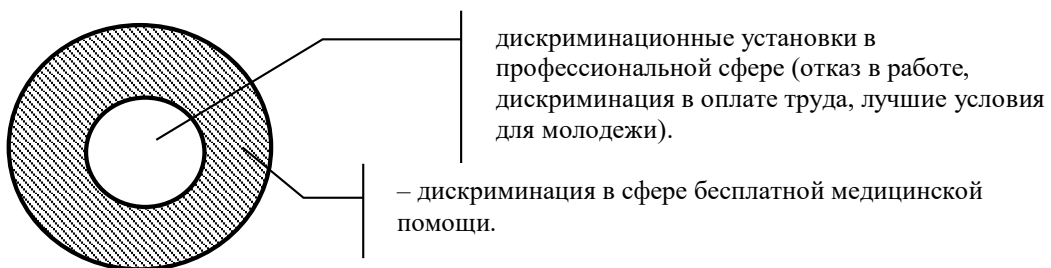 дискриминационные установки в
профессиональной сфере (отказ в работе,
дискриминация в оплате труда, лучшие условия
для молодежи).
– дискриминация в сфере бесплатной медицинской
помощи.